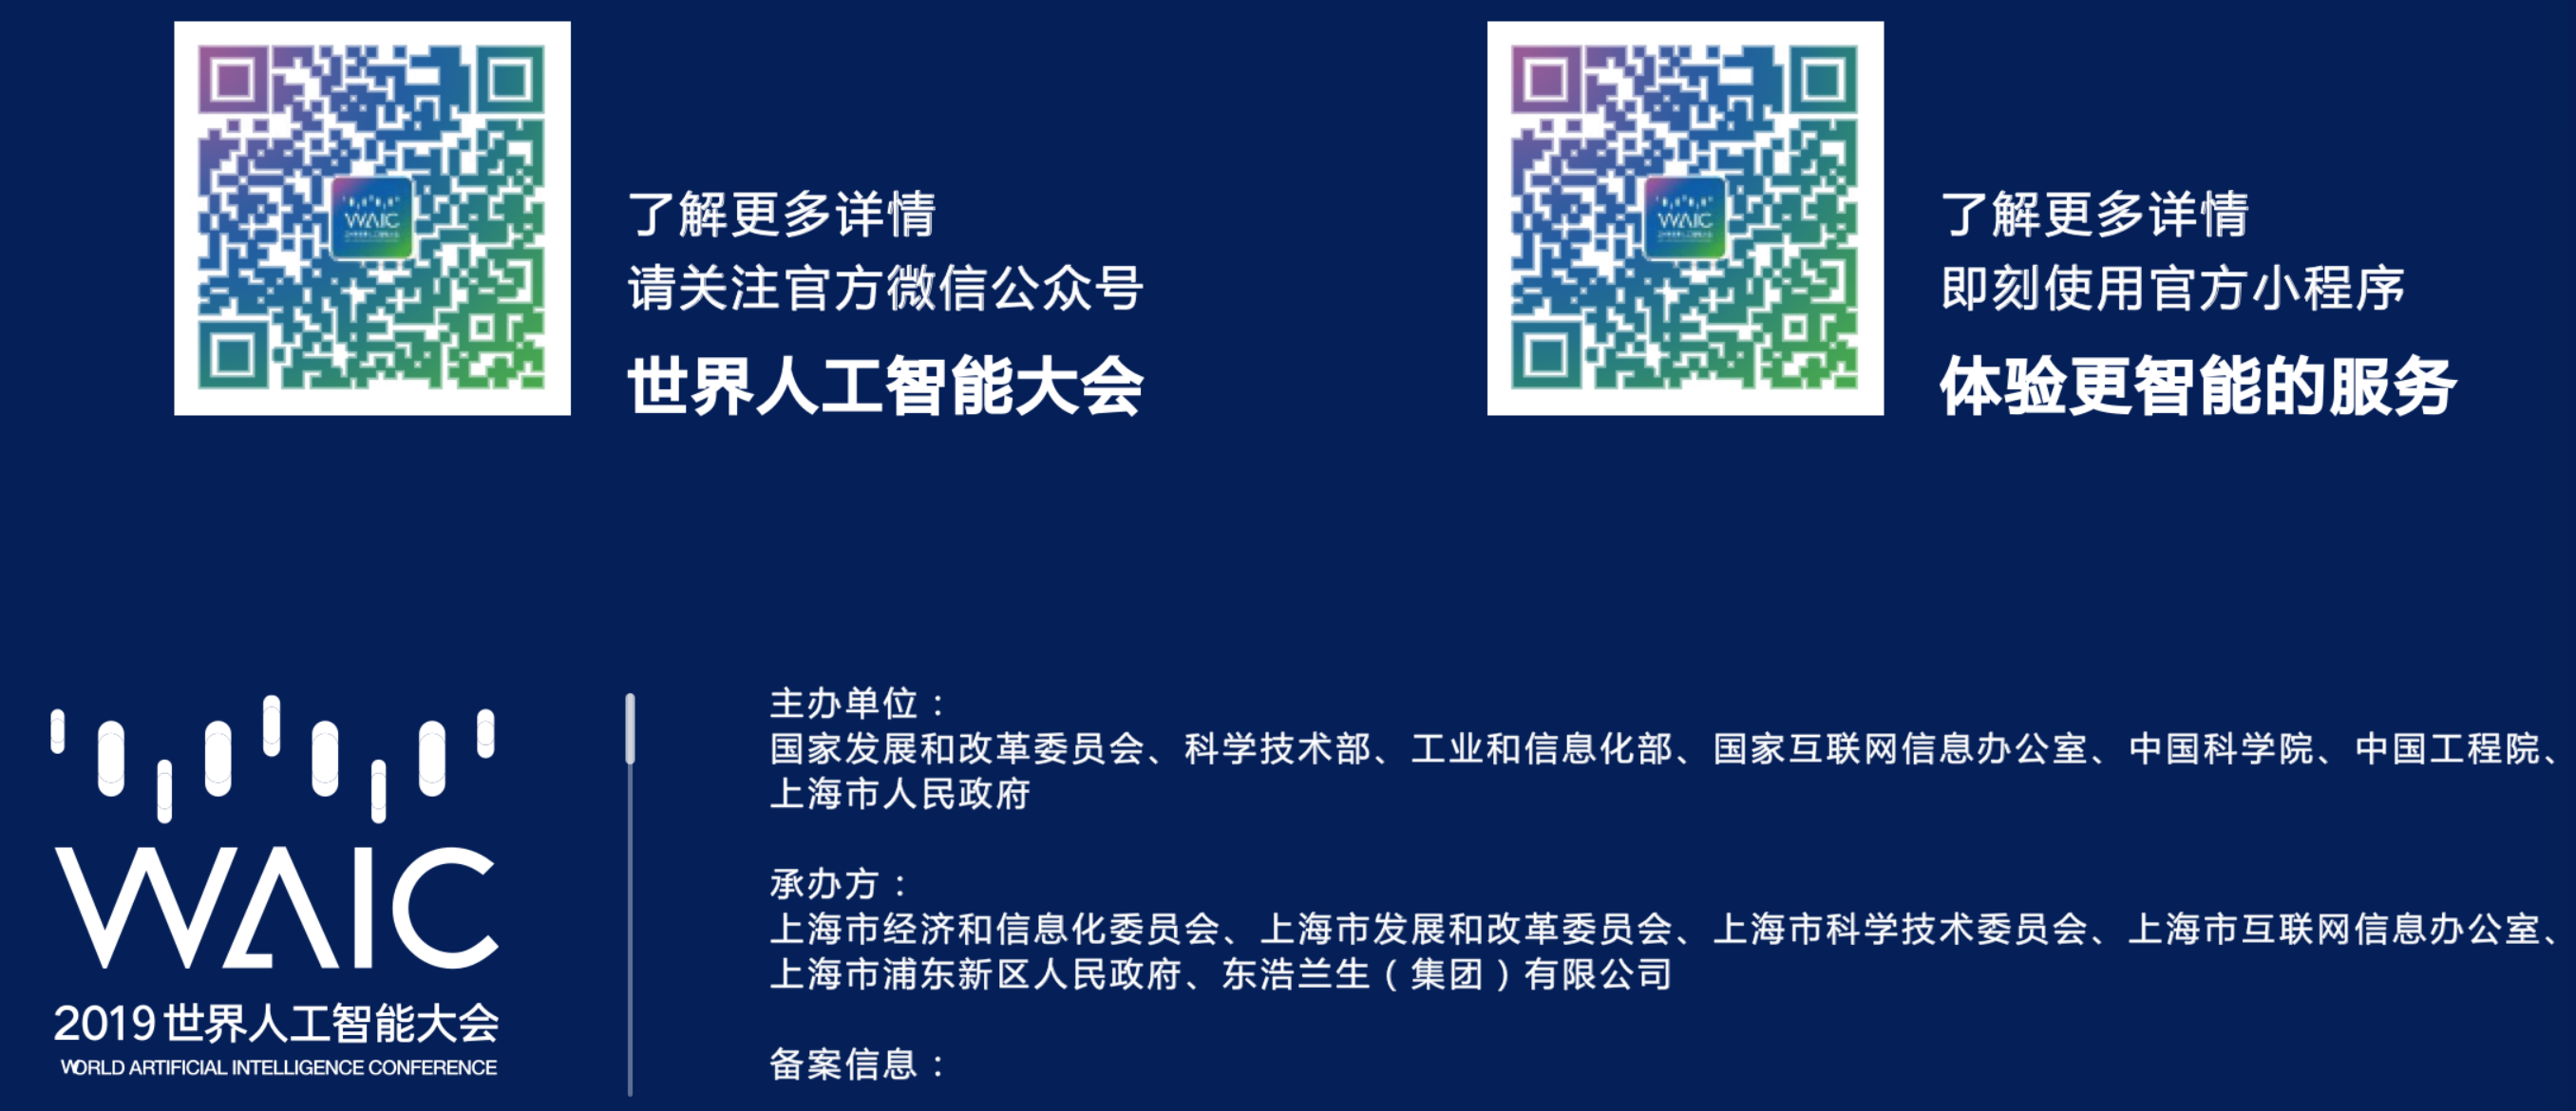 了解更多详情
请关注官方微信公众号
世界人工智能大会
了解更多详情
即刻使用官方小程序
体验更智能的服务
WAIC
WAIC
WAIC
2019世界人工智能大会
WORLD ARTIFICIAL INTELLIGENCE CONFERENCE
主办单位：
国家发展和改革委员会、科学技术部、工业和信息化部、国家互联网信息办公室、中国科学院、中国工程院、
上海市人民政府
承办方：
上海市经济和信息化委员会、上海市发展和改革委员会、上海市科学技术委员会、上海市互联网信息办公室、
上海市浦东新区人民政府、东浩兰生（集团）有限公司
备案信息：